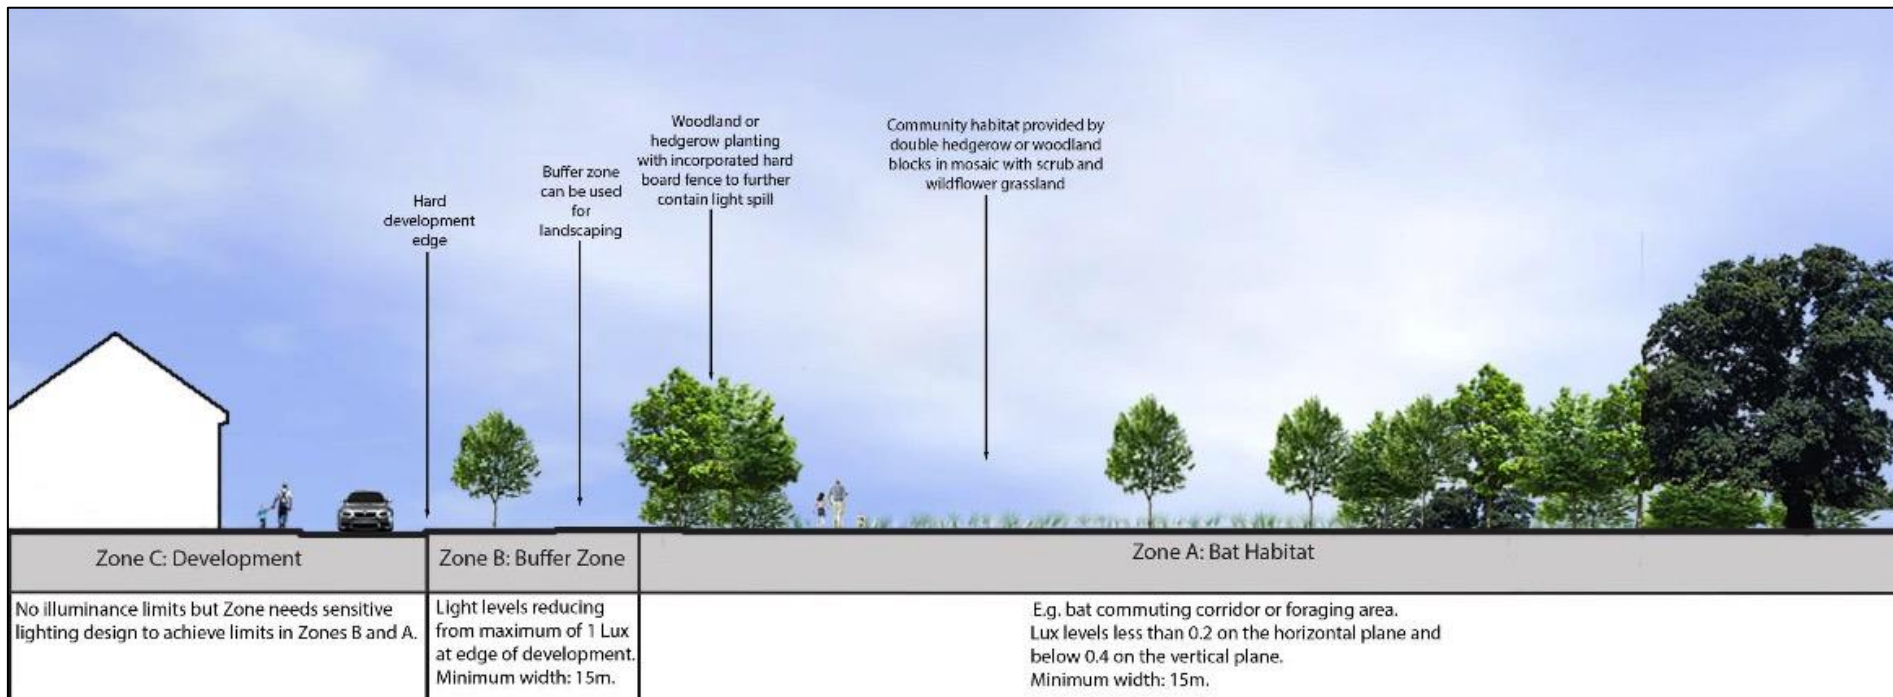 Hard
development
edge
Buffer zone
can be used
for
landscaping
Woodland or
hedgerow planting
with incorporated hard
board fence to further
contain light spill
Community habitat provided by
double hedgerow or woodland
blocks in mosaic with scrub and
wildflower grassland
Zone C: Development
Zone B: Buffer Zone
Zone A: Bat Habitat
No illuminance limits but Zone needs sensitive
lighting design to achieve limits in Zones B and A.
Light levels reducing
from maximum of 1 Lux
at edge of development.
Minimum width: 15m.
E.g. bat commuting corridor or foraging area.
Lux levels less than 0.2 on the horizontal plane and
below 0.4 on the vertical plane.
Minimum width: 15m.